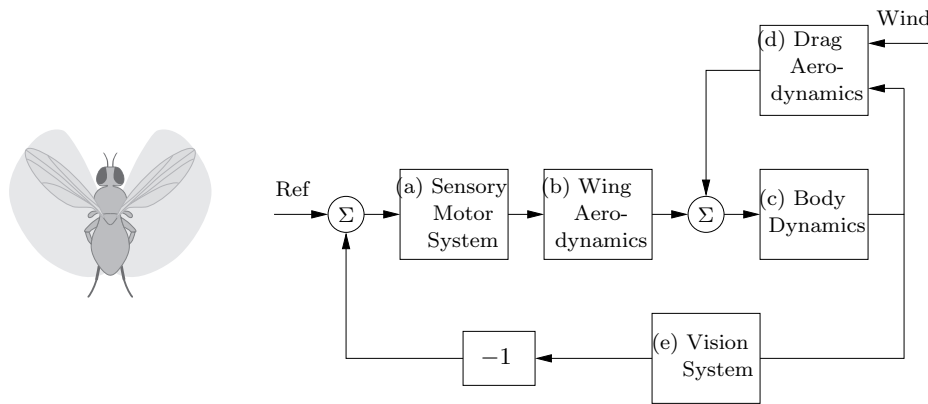 Ref
Σ
(a) Sensory
Motor
System
(b) Wing
Aero-
dynamics
Σ
(c) Body
Dynamics
(d) Drag
Aero-
dynamics
Wind
(e) Vision
System
−1